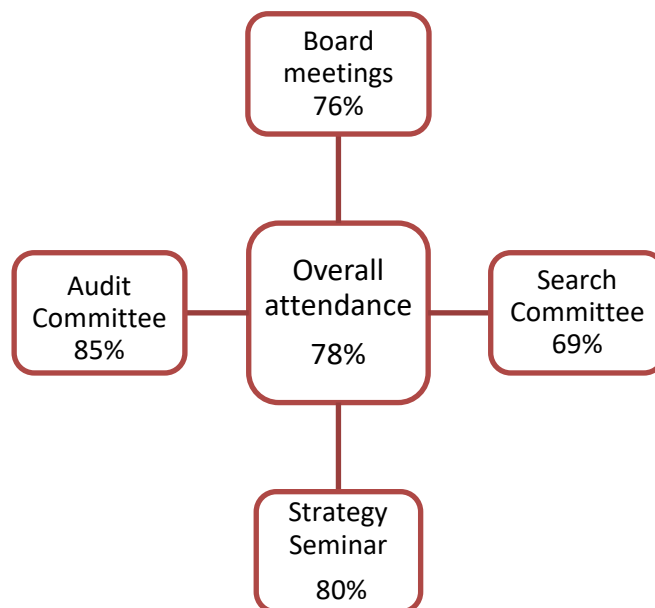 Board
meetings
76%
Audit
Committee
85%
Overall
attendance
78%
Search
Committee
69%
Strategy
Seminar
80%